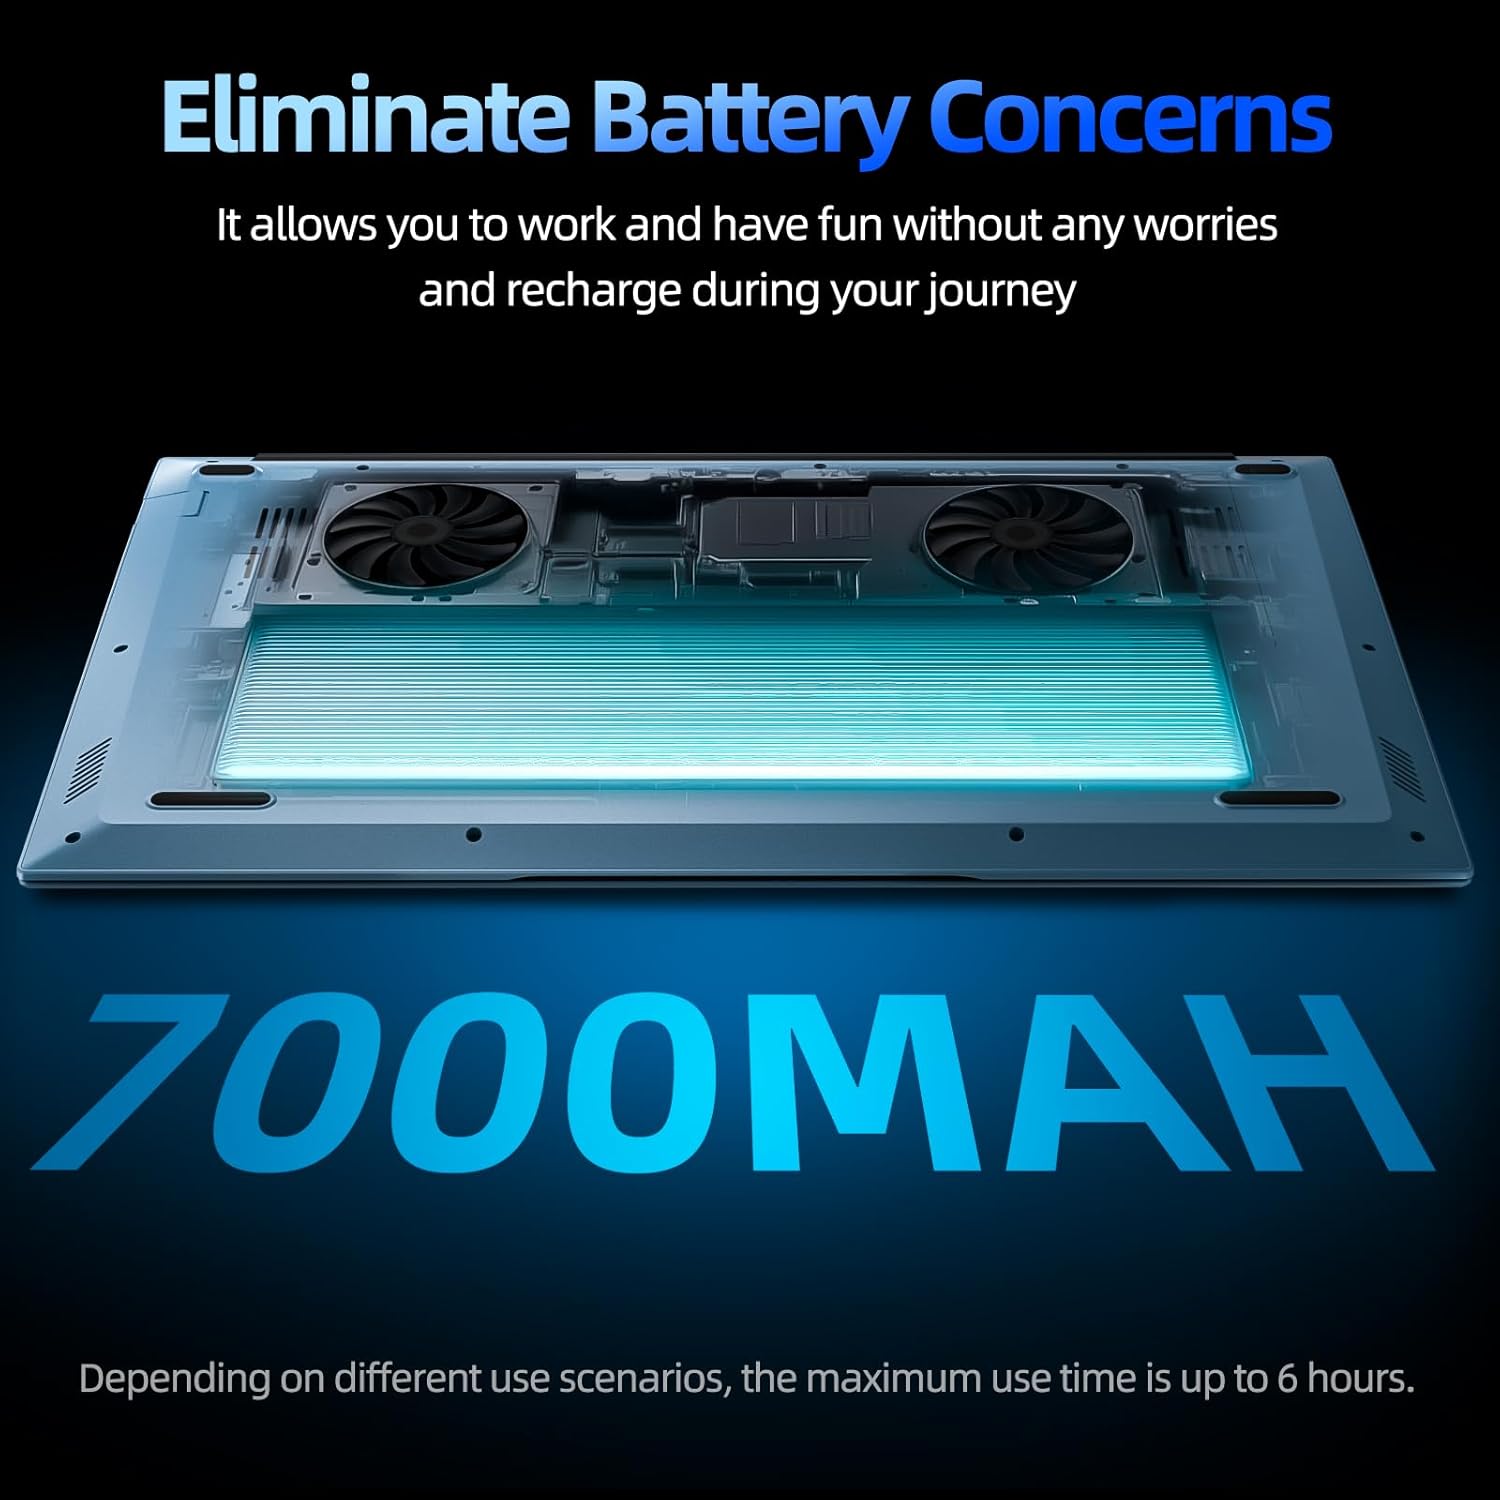 Eliminate Battery Concerns
It allows you to work and have fun without any worries
and recharge during your journey
7000MAH
Depending on different use scenarios, the maximum use time is up to 6 hours.